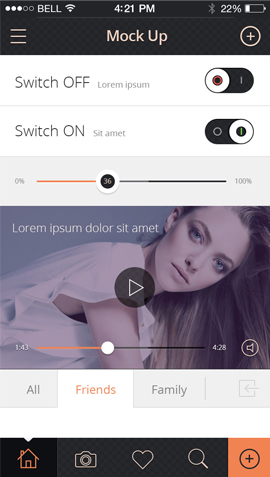 BELL 4:21 PM 22%
Mock Up
Switch OFF Lorem ipsum
Switch ON Sit amet
0% 36 100%
Lorem ipsum dolor sit amet
1:43 4:28
All Friends Family